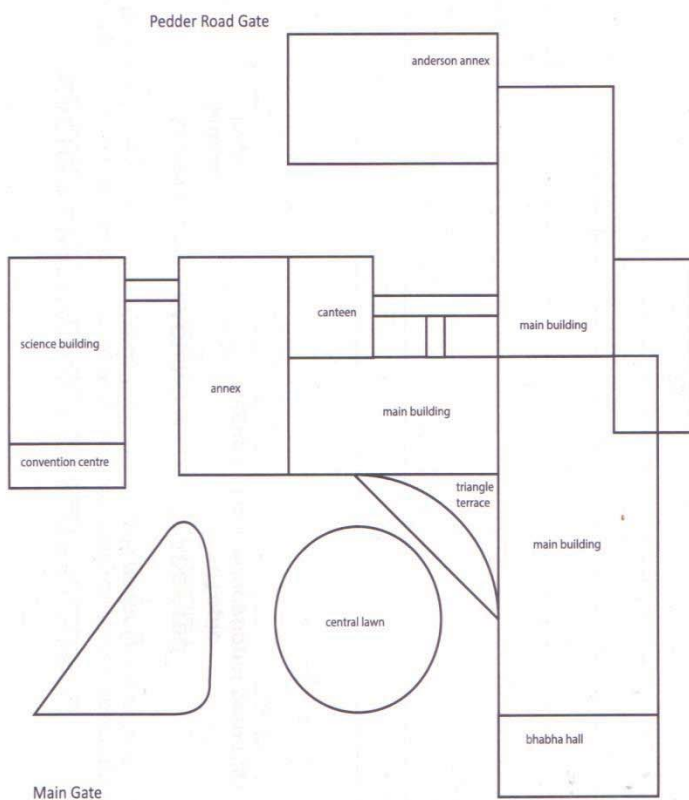 Pedder Road Gate
anderson annex
canteen
main building
science building
annex
main building
convention centre
triangle
terrace
main building
central lawn
bhabha hall
Main Gate